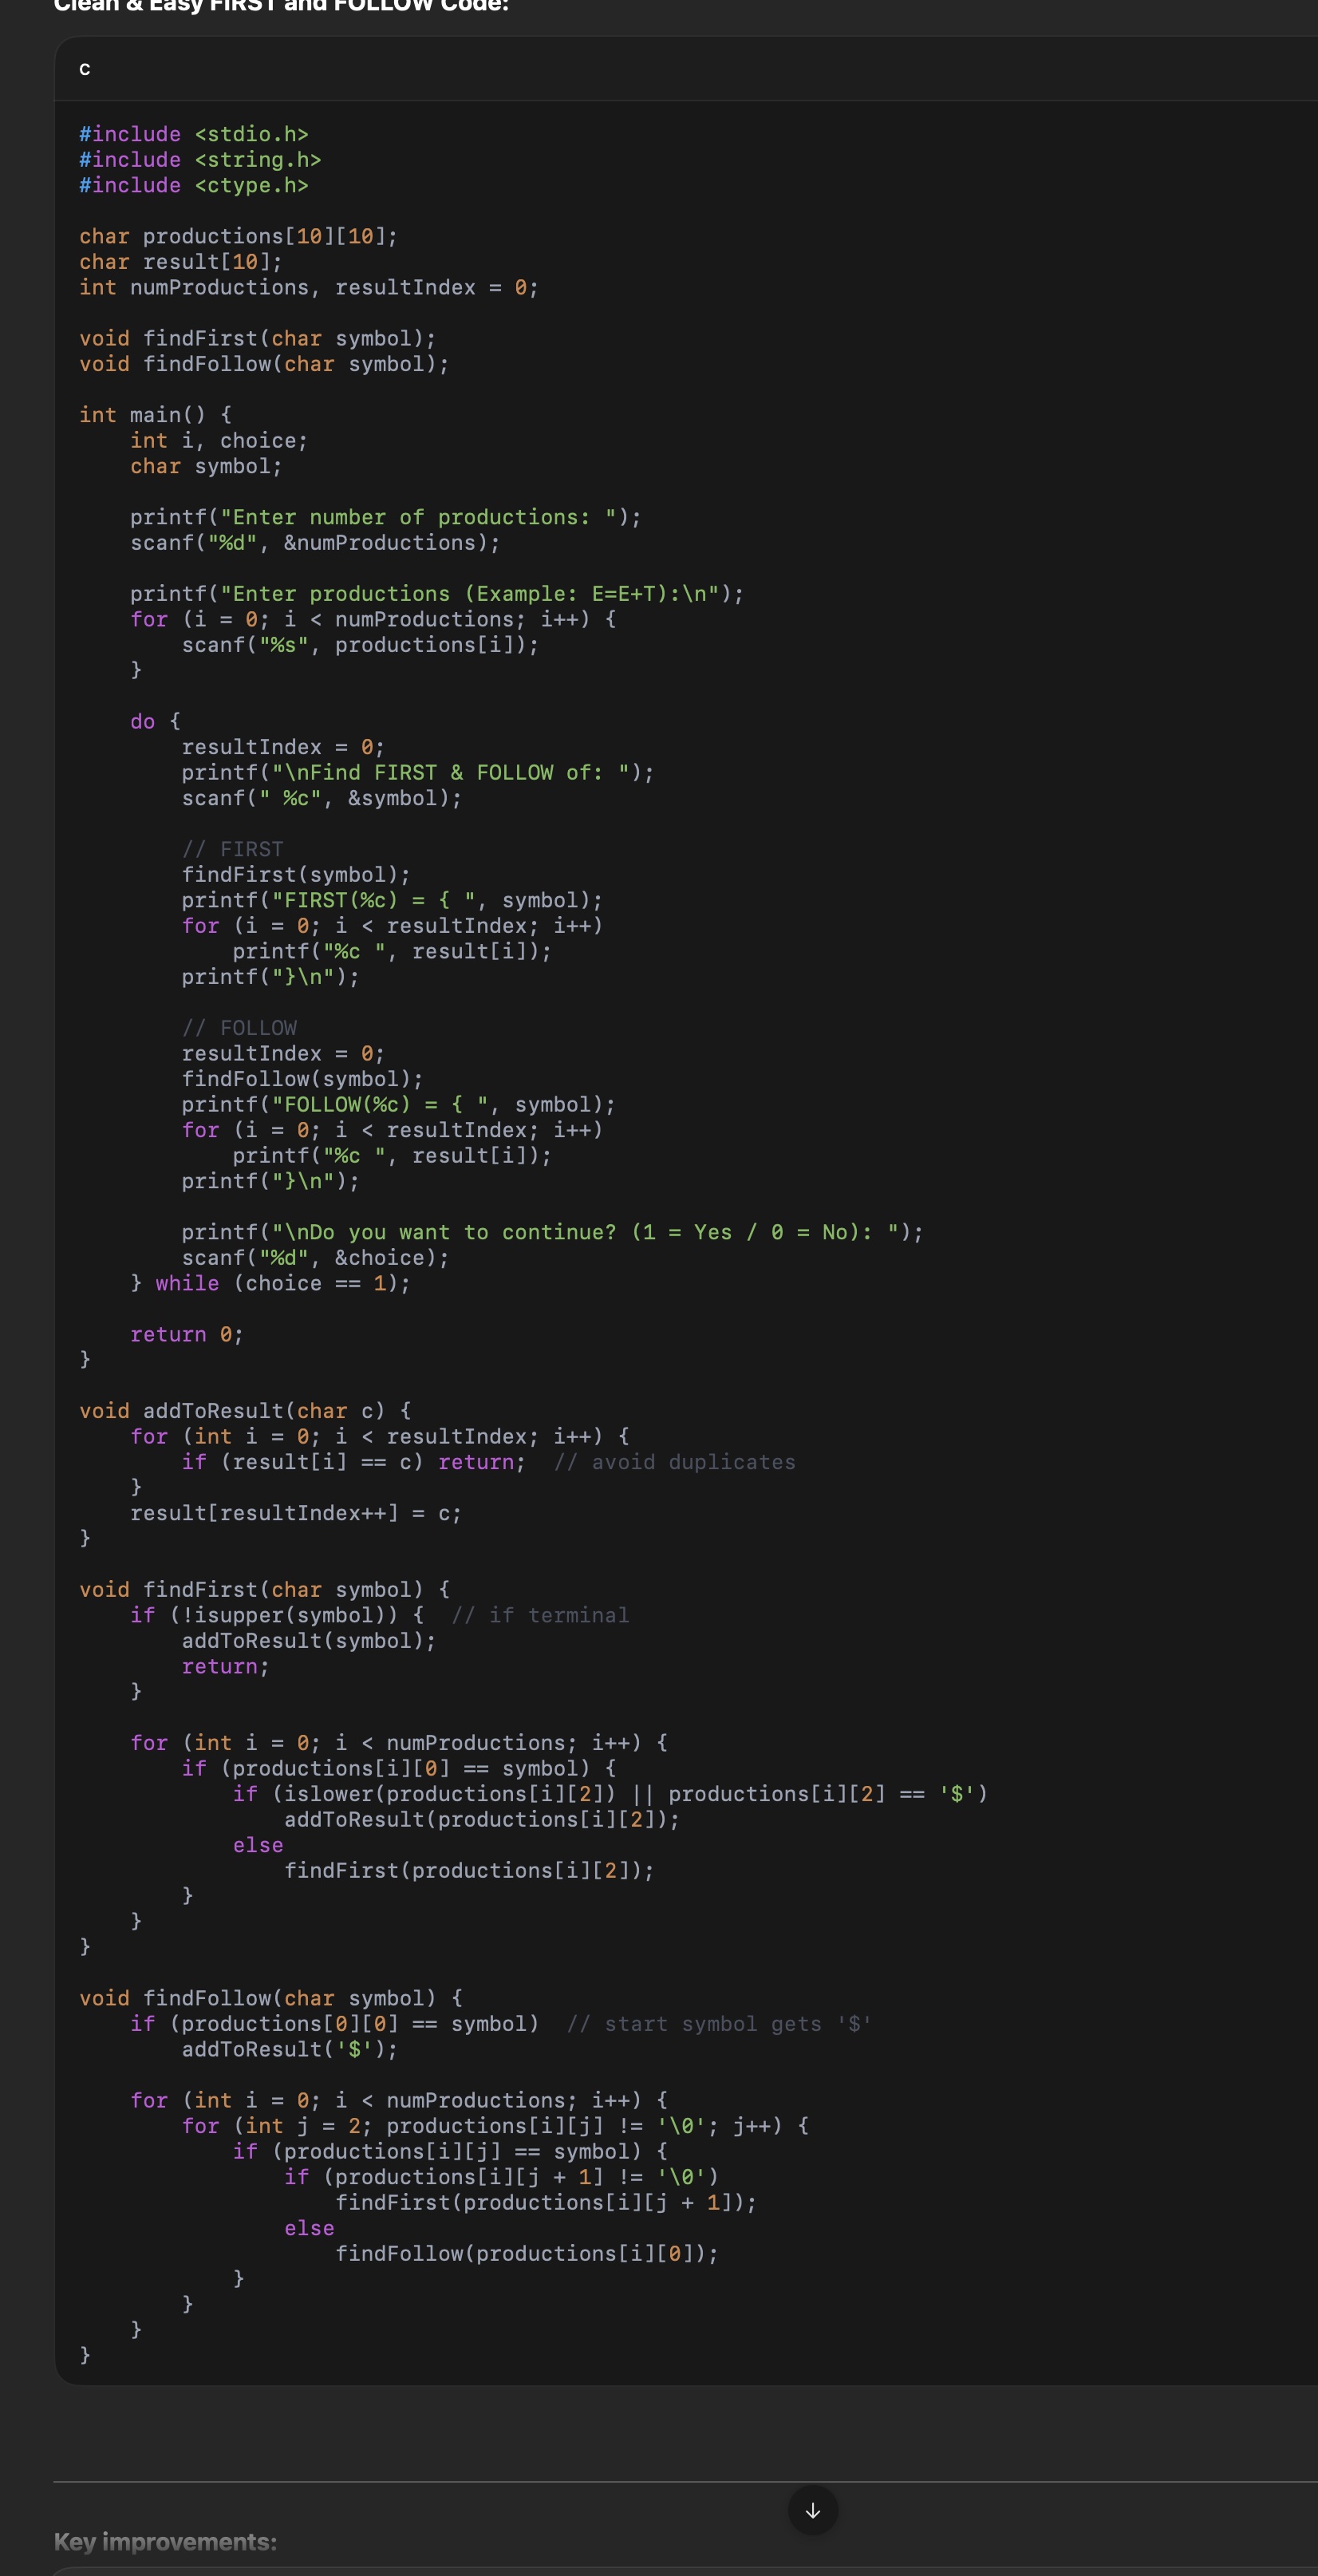 Clean & Easy FIRST and FOLLOW Code:
c
#include <stdio.h>
#include <string.h>
#include <ctype.h>

char productions[10][10];
char result[10];
int numProductions, resultIndex = 0;

void findFirst(char symbol);
void findFollow(char symbol);

int main() {
    int i, choice;
    char symbol;

    printf("Enter number of productions: ");
    scanf("%d", &numProductions);

    printf("Enter productions (Example: E=E+T):\n");
    for (i = 0; i < numProductions; i++) {
        scanf("%s", productions[i]);
    }

    do {
        resultIndex = 0;
        printf("\nFind FIRST & FOLLOW of: ");
        scanf(" %c", &symbol);

        // FIRST
        findFirst(symbol);
        printf("FIRST(%c) = { ", symbol);
        for (i = 0; i < resultIndex; i++)
            printf("%c ", result[i]);
        printf("}\n");

        // FOLLOW
        resultIndex = 0;
        findFollow(symbol);
        printf("FOLLOW(%c) = { ", symbol);
        for (i = 0; i < resultIndex; i++)
            printf("%c ", result[i]);
        printf("}\n");

        printf("\nDo you want to continue? (1 = Yes / 0 = No): ");
        scanf("%d", &choice);
    } while (choice == 1);

    return 0;
}

void addToResult(char c) {
    for (int i = 0; i < resultIndex; i++) {
        if (result[i] == c) return;  // avoid duplicates
    }
    result[resultIndex++] = c;
}

void findFirst(char symbol) {
    if (!isupper(symbol)) {  // if terminal
        addToResult(symbol);
        return;
    }

    for (int i = 0; i < numProductions; i++) {
        if (productions[i][0] == symbol) {
            if (islower(productions[i][2]) || productions[i][2] == '$')
                addToResult(productions[i][2]);
            else
                findFirst(productions[i][2]);
        }
    }
}

void findFollow(char symbol) {
    if (productions[0][0] == symbol)  // start symbol gets '$'
        addToResult('$');

    for (int i = 0; i < numProductions; i++) {
        for (int j = 2; productions[i][j] != '\0'; j++) {
            if (productions[i][j] == symbol) {
                if (productions[i][j + 1] != '\0')
                    findFirst(productions[i][j + 1]);
                else
                    findFollow(productions[i][0]);
            }
        }
    }
}
Key improvements: